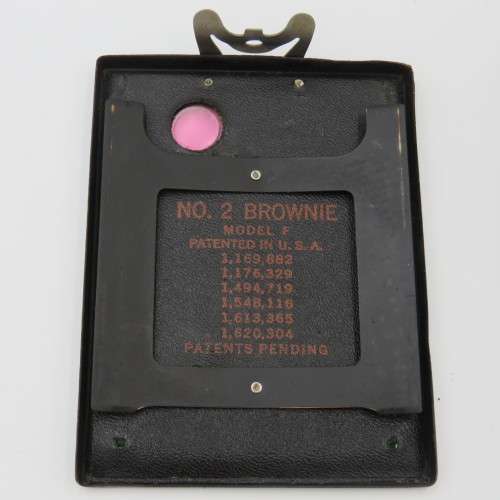 NO. 2 BROWNIE
MODEL F
PATENTED IN U.S.A.
1,169,882
1,176,329
1,494,719
1,548,116
1,613,365
1,620,304
PATENTS PENDING